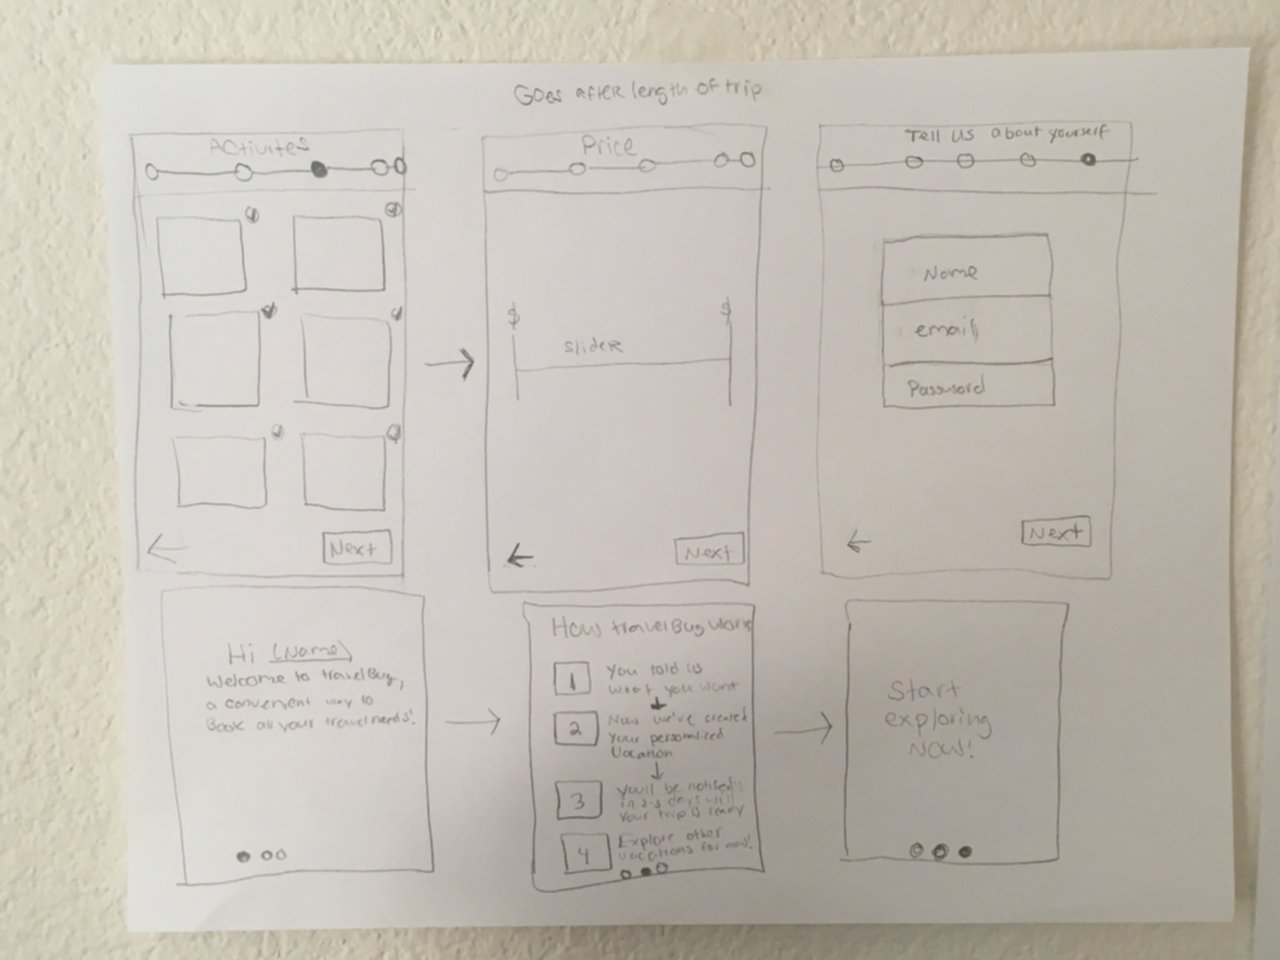 Goes after length of trip
Activites
Next
Price
$ $
slider
Next
Tell us about yourself
Name
email
Password
Next
Hi (Name)
Welcome to travelBug,
a convenient way to
Book all your travel needs!
How travelBug works
1 You told us
what you want
2 Now we've created
your personalized
Vacation
3 You'll be notified
in 2-3 days
your trip is ready
4 Explore other
vacations for now!
Start
exploring
Now!